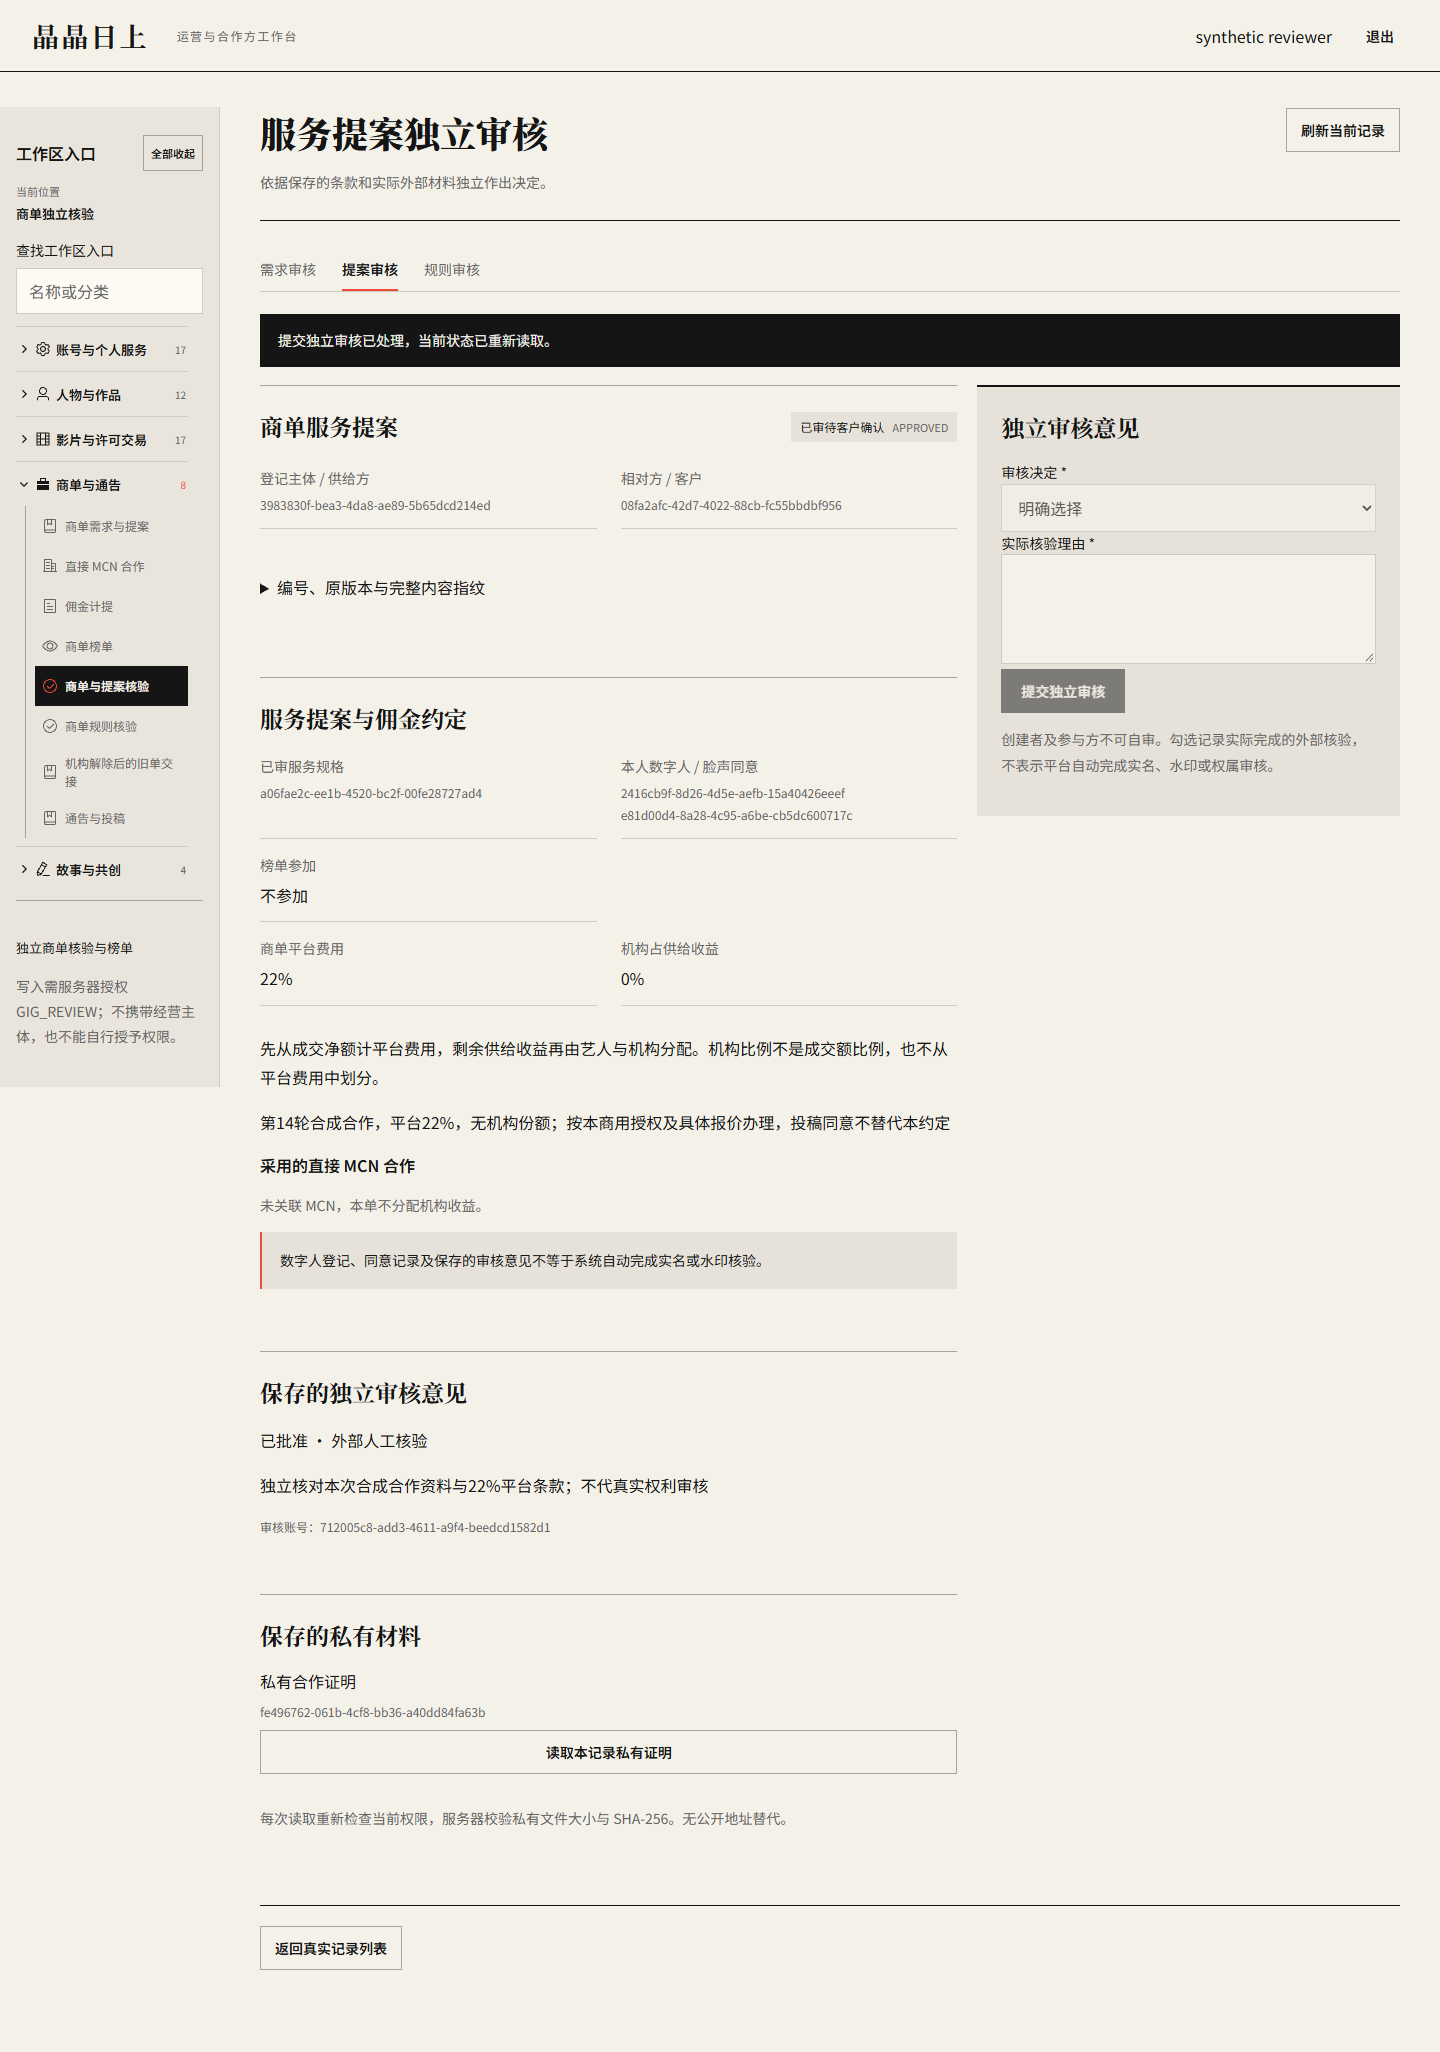 晶晶日上
运营与合作方工作台
synthetic reviewer
退出
工作区入口
全部收起
当前位置
商单独立核验
查找工作区入口
名称或分类
账号与个人服务 17
人物与作品 12
影片与许可交易 17
商单与通告 8
商单需求与提案
直接 MCN 合作
佣金计提
商单榜单
商单与提案核验
商单规则核验
机构解除后的旧单交
接
通告与投稿
故事与共创 4
独立商单核验与榜单
写入需服务器授权
GIG_REVIEW；不携带经营主
体，也不能自行授予权限。
服务提案独立审核
刷新当前记录
依据保存的条款和实际外部材料独立作出决定。
需求审核 提案审核 规则审核
提交独立审核已处理，当前状态已重新读取。
商单服务提案
已审待客户确认 APPROVED
登记主体 / 供给方
3983830f-bea3-4da8-ae89-5b65dcd214ed
相对方 / 客户
08fa2afc-42d7-4022-88cb-fc55bbdbf956
编号、原版本与完整内容指纹
服务提案与佣金约定
已审服务规格
a06fae2c-ee1b-4520-bc2f-00fe28727ad4
本人数字人 / 脸声同意
2416cb9f-8d26-4d5e-aefb-15a40426eeef
e81d00d4-8a28-4c95-a6be-cb5dc600717c
榜单参加
不参加
商单平台费用
22%
机构占供给收益
0%
先从成交净额计平台费用，剩余供给收益再由艺人与机构分配。机构比例不是成交额比例，也不从
平台费用中划分。
第14轮合成合作，平台22%，无机构份额；按本商用授权及具体报价办理，投稿同意不替代本约定
采用的直接 MCN 合作
未关联 MCN，本单不分配机构收益。
数字人登记、同意记录及保存的审核意见不等于系统自动完成实名或水印核验。
保存的独立审核意见
已批准 · 外部人工核验
独立核对本次合成合作资料与22%平台条款；不代真实权利审核
审核账号：712005c8-add3-4611-a9f4-beedcd1582d1
保存的私有材料
私有合作证明
fe496762-061b-4cf8-bb36-a40dd84fa63b
读取本记录私有证明
每次读取重新检查当前权限，服务器校验私有文件大小与 SHA-256。无公开地址替代。
独立审核意见
审核决定 *
明确选择
实际核验理由 *
提交独立审核
创建者及参与方不可自审。勾选记录实际完成的外部核验，
不表示平台自动完成实名、水印或权属审核。
返回真实记录列表